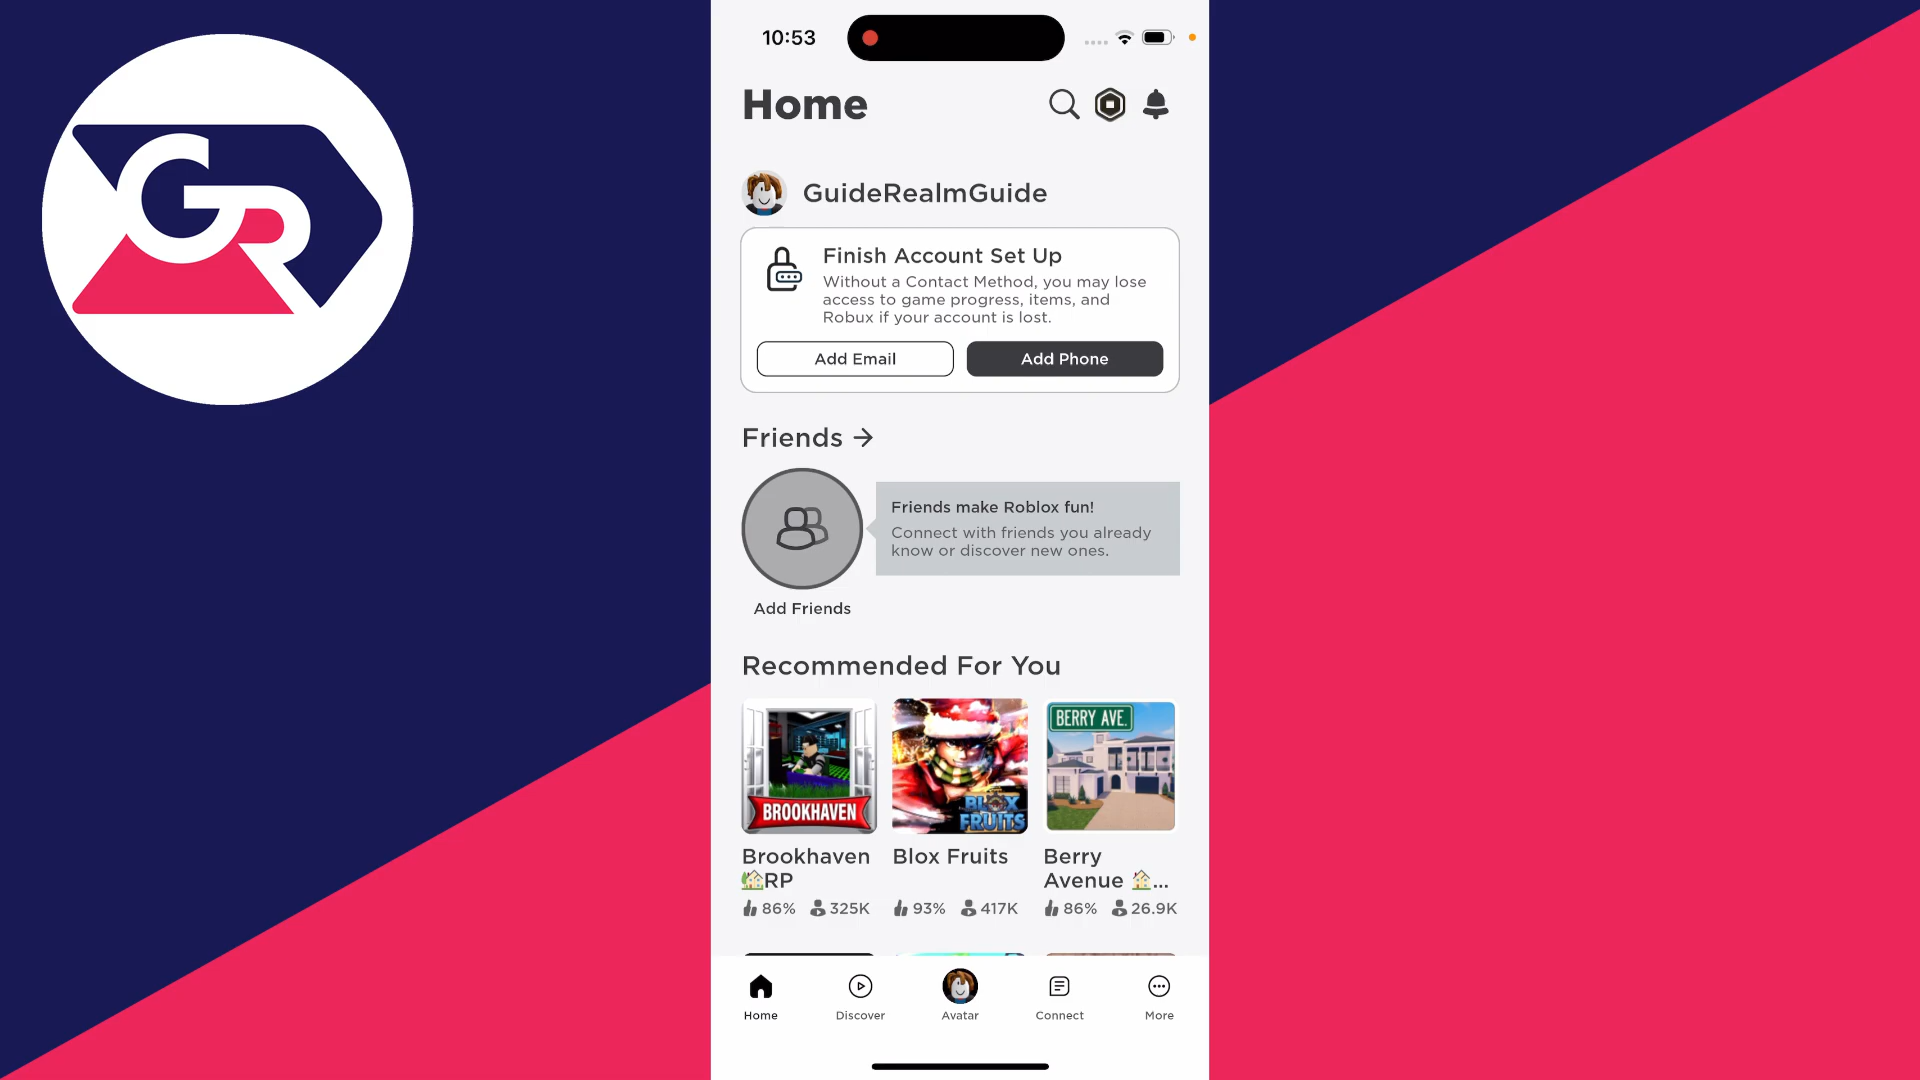 GR
10:53
Home
GuideRealmGuide
Finish Account Set Up
Without a Contact Method, you may lose
access to game progress, items, and
Robux if your account is lost.
Add Email
Add Phone
Friends →
Friends make Roblox fun!
Connect with friends you already
know or discover new ones.
Add Friends
Recommended For You
BROOKHAVEN
BLOX
FRUITS
BERRY AVE.
Brookhaven
🏡RP
Blox Fruits
Berry
Avenue 🏠...
86% 325K
93% 417K
86% 26.9K
Home
Discover
Avatar
Connect
More